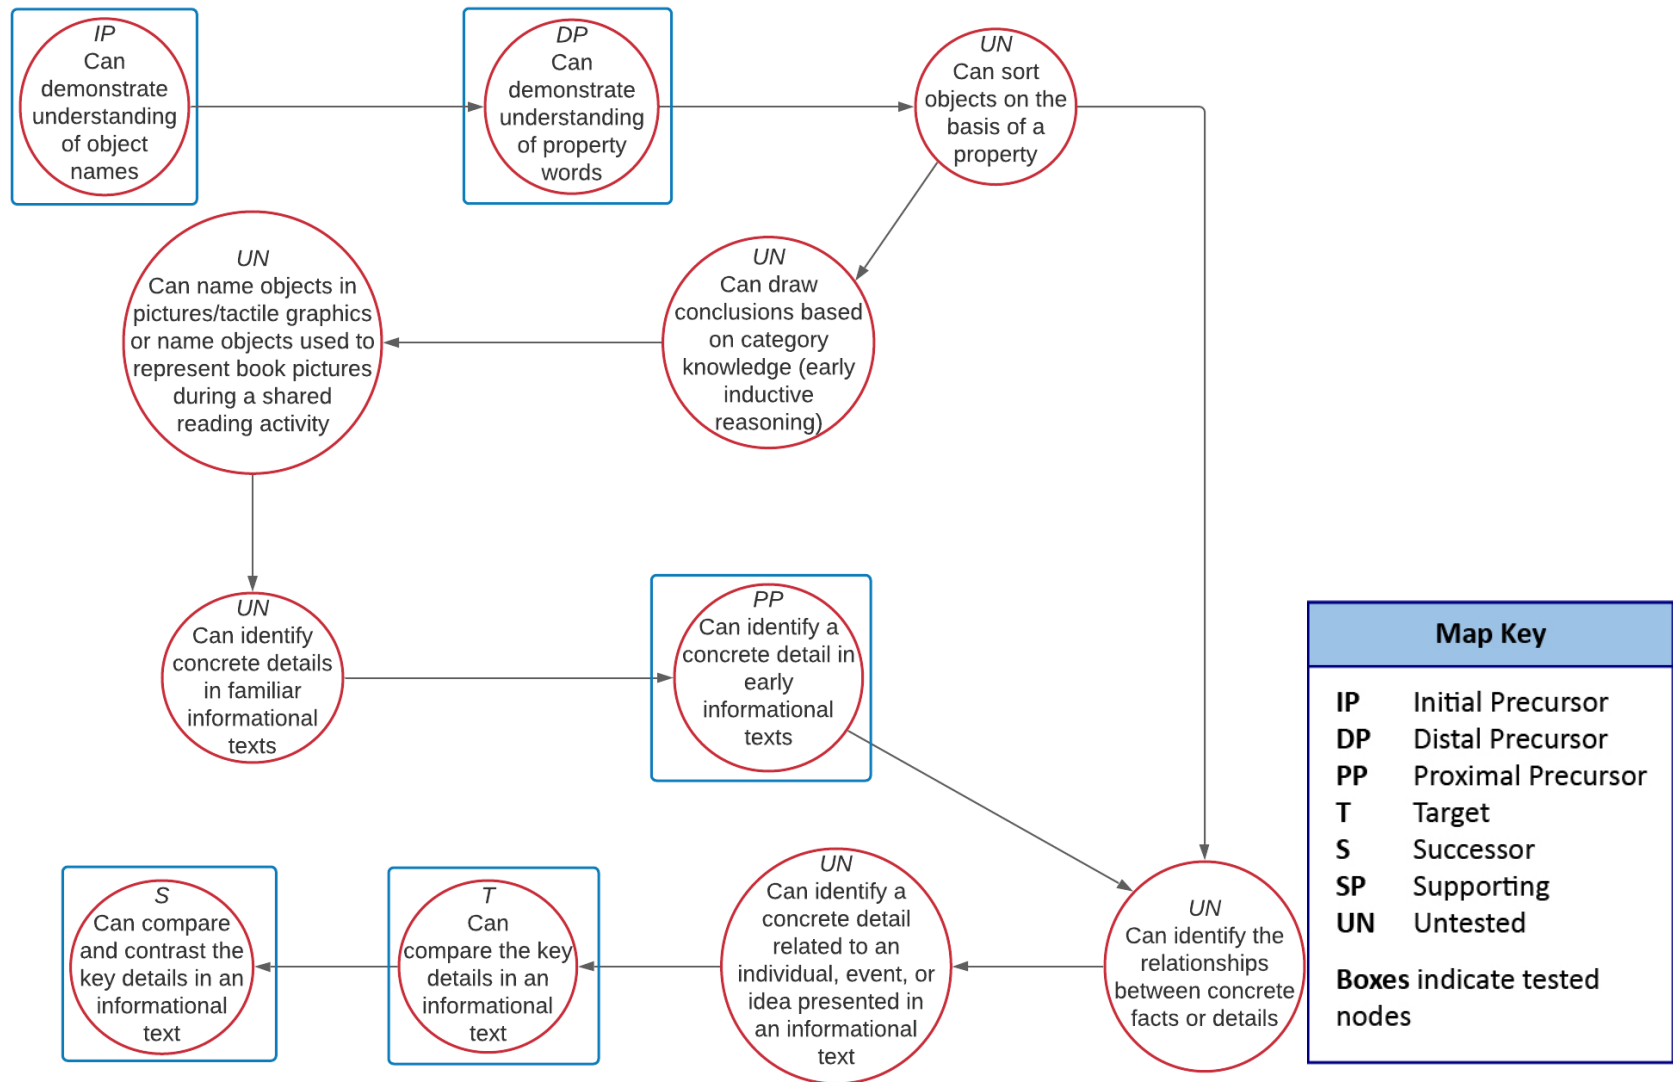 IP
Can
demonstrate
understanding
of object
names
DP
Can
demonstrate
understanding
of property
words
UN
Can sort
objects on the
basis of a
property
UN
Can name objects in
pictures/tactile graphics
or name objects used to
represent book pictures
during a shared
reading activity
UN
Can draw
conclusions based
on category
knowledge (early
inductive
reasoning)
UN
Can identify
concrete details
in familiar
informational
texts
PP
Can identify a
concrete detail in
early
informational
texts
S
Can compare
and contrast the
key details in an
informational
text
T
Can
compare the key
details in an
informational
text
UN
Can identify a
concrete detail
related to an
individual, event, or
idea presented in
an informational
text
UN
Can identify the
relationships
between concrete
facts or details
Map Key
IP Initial Precursor
DP Distal Precursor
PP Proximal Precursor
T Target
S Successor
SP Supporting
UN Untested
Boxes indicate tested
nodes